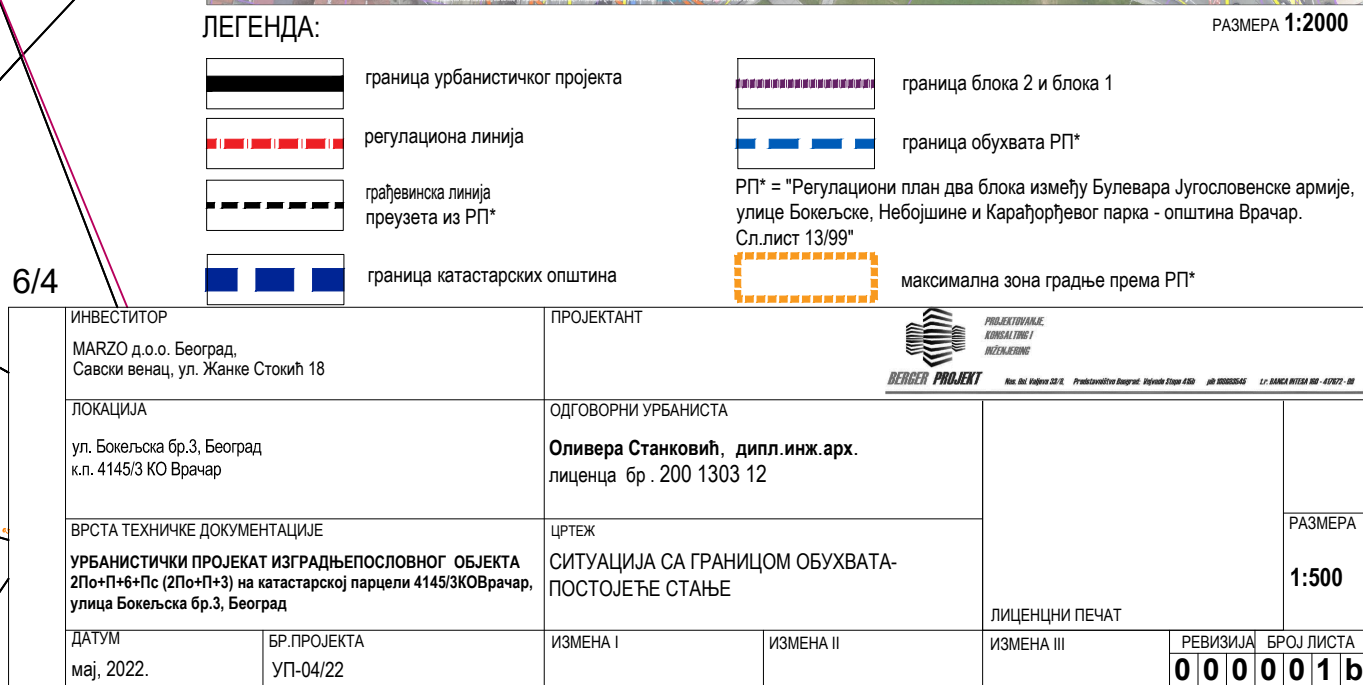 ЛЕГЕНДА:
РАЗМЕРА 1:2000
граница урбанистичког пројекта
регулациона линија
грађевинска линија
преузета из РП*
граница катастарских општина
граница блока 2 и блока 1
граница обухвата РП*
РП* = "Регулациони план два блока између Булевара Југословенске армије,
улице Бокељске, Небојшине и Карађорђевог парка - општина Врачар.
Сл.лист 13/99"
максимална зона градње према РП*
6/4
ИНВЕСТИТОР
MARZO д.о.о. Београд,
Савски венац, ул. Жанке Стокић 18
ПРОЈЕКТАНТ
PROJEKTOVANJE,
KONSALTING I
INŽENJERING
BERGER PROJEKT
ЛОКАЦИЈА
ул. Бокељска бр.3, Београд
к.п. 4145/3 КО Врачар
ОДГОВОРНИ УРБАНИСТА
Оливера Станковић, дипл.инж.арх.
лиценца бр . 200 1303 12
ВРСТА ТЕХНИЧКЕ ДОКУМЕНТАЦИЈЕ
УРБАНИСТИЧКИ ПРОЈЕКАТ ИЗГРАДЊЕПОСЛОВНОГ ОБЈЕКТА
2По+П+6+Пс (2По+П+3) на катастарској парцели 4145/3КОВрачар,
улица Бокељска бр.3, Београд
ЦРТЕЖ
СИТУАЦИЈА СА ГРАНИЦОМ ОБУХВАТА-
ПОСТОЈЕЋЕ СТАЊЕ
ЛИЦЕНЦНИ ПЕЧАТ
РАЗМЕРА
1:500
ДАТУМ
мај, 2022.
БР.ПРОЈЕКТА
УП-04/22
ИЗМЕНА I
ИЗМЕНА II
ИЗМЕНА III
РЕВИЗИЈА БРОЈ ЛИСТА
0 0 0 0 0 1 b